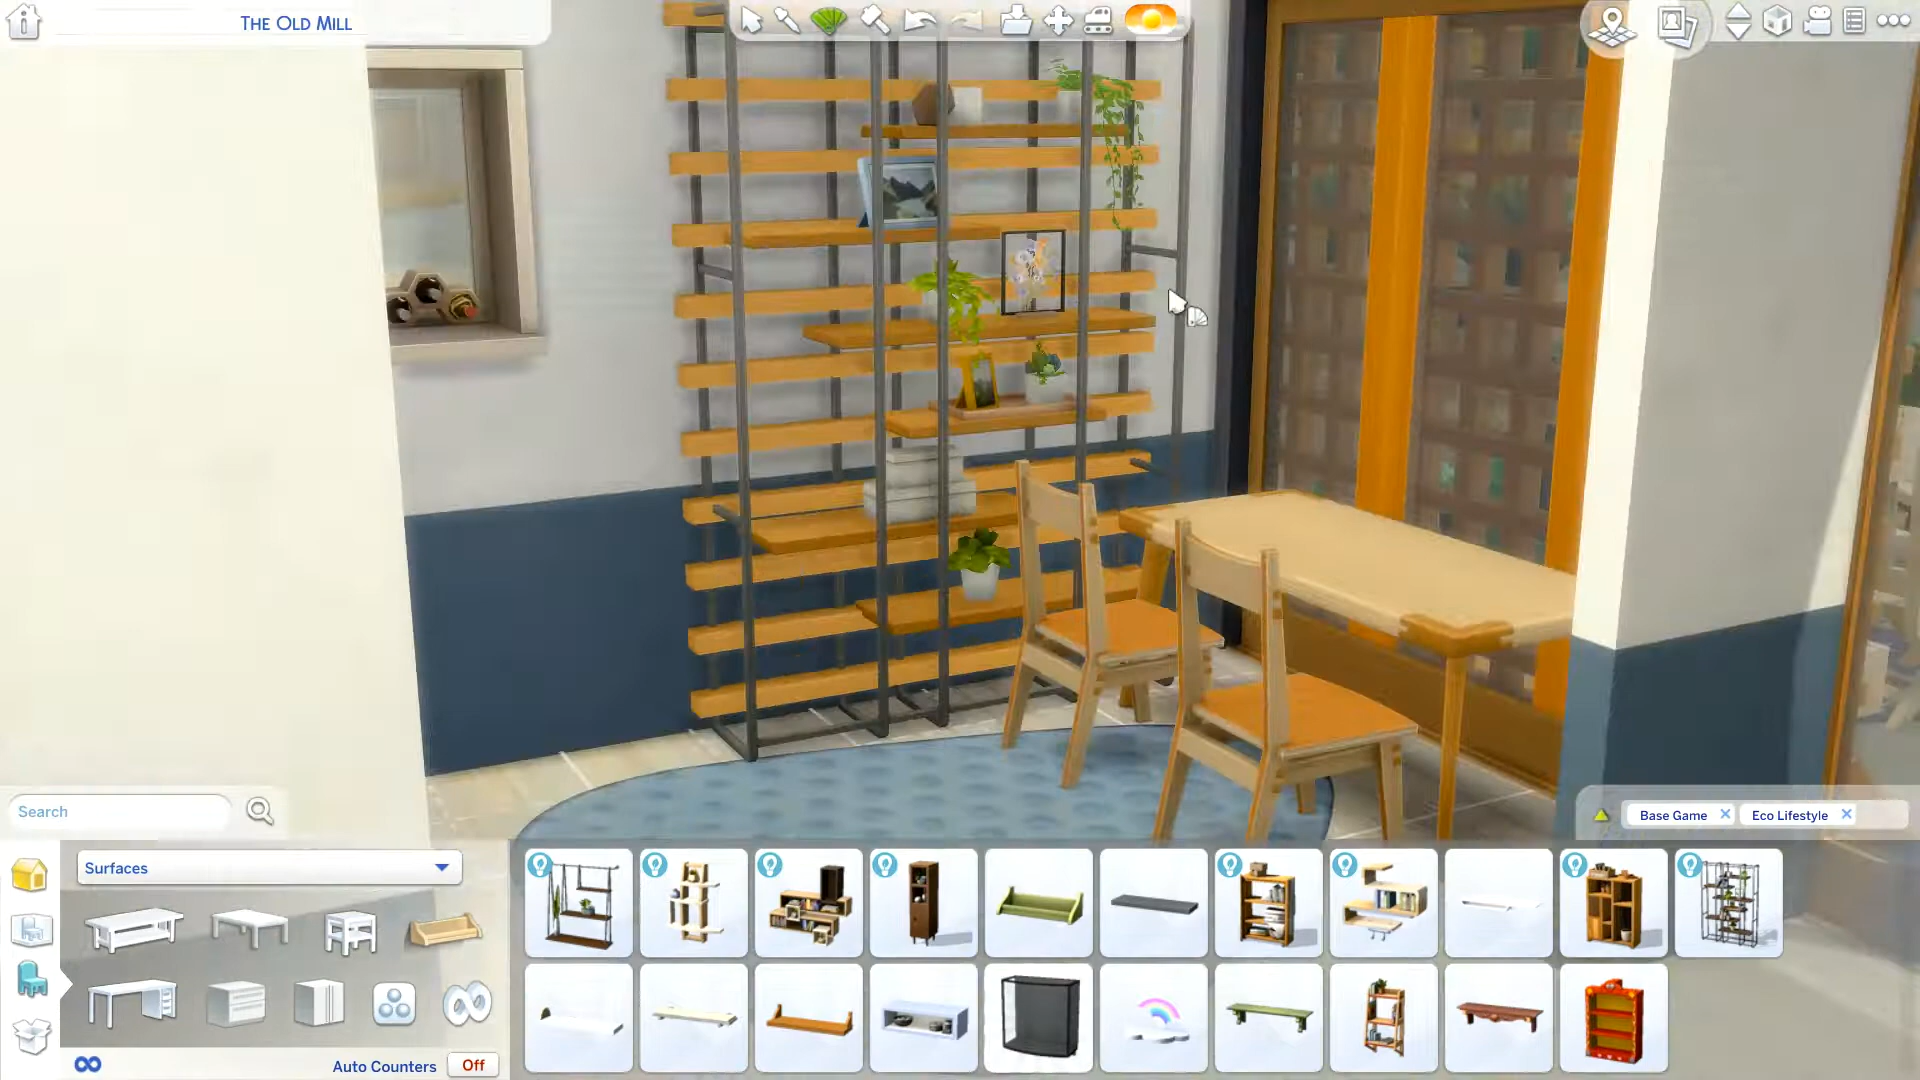 THE OLD MILL
Search
Base Game
Eco Lifestyle
Surfaces
Auto Counters
Off